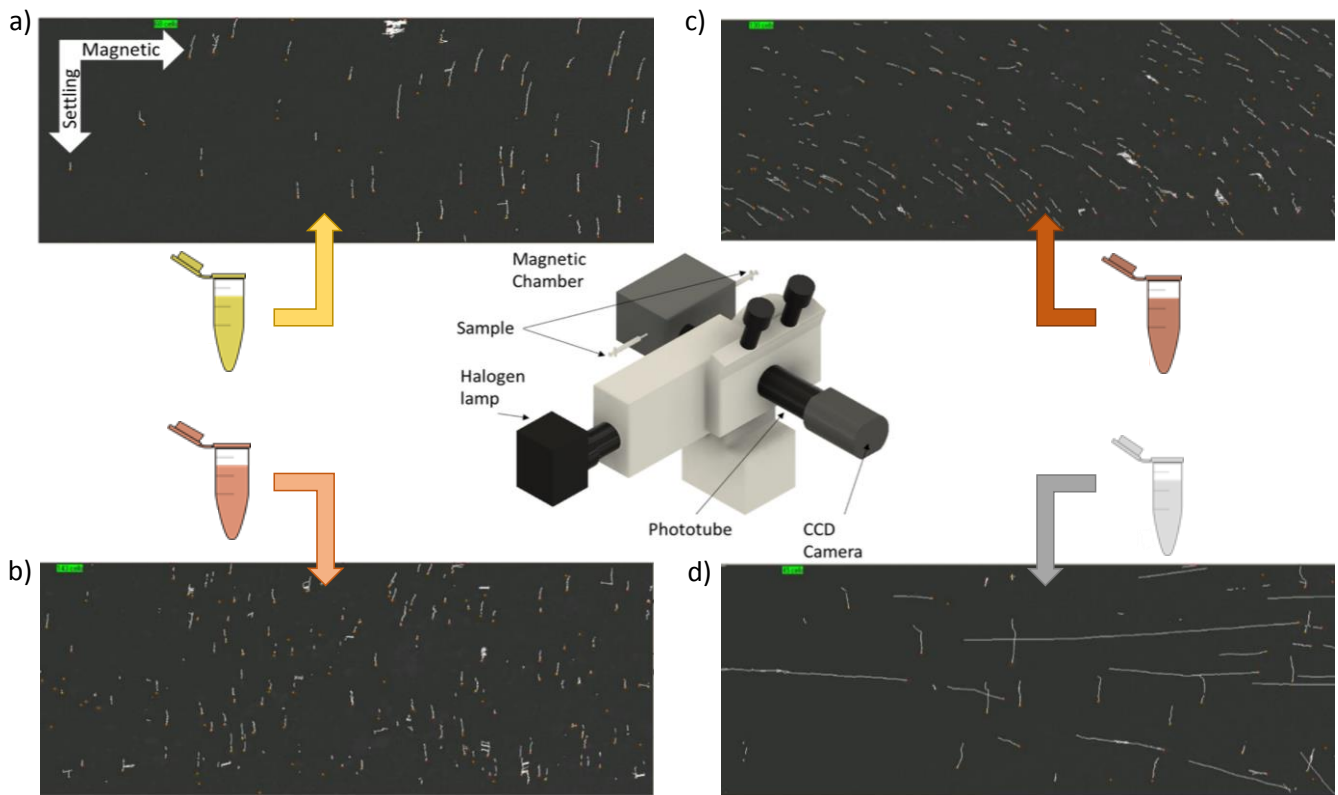 a)
Magnetic
Settling
c)
Magnetic
Chamber
Sample
Halogen
lamp
Phototube
CCD
Camera
b)
d)